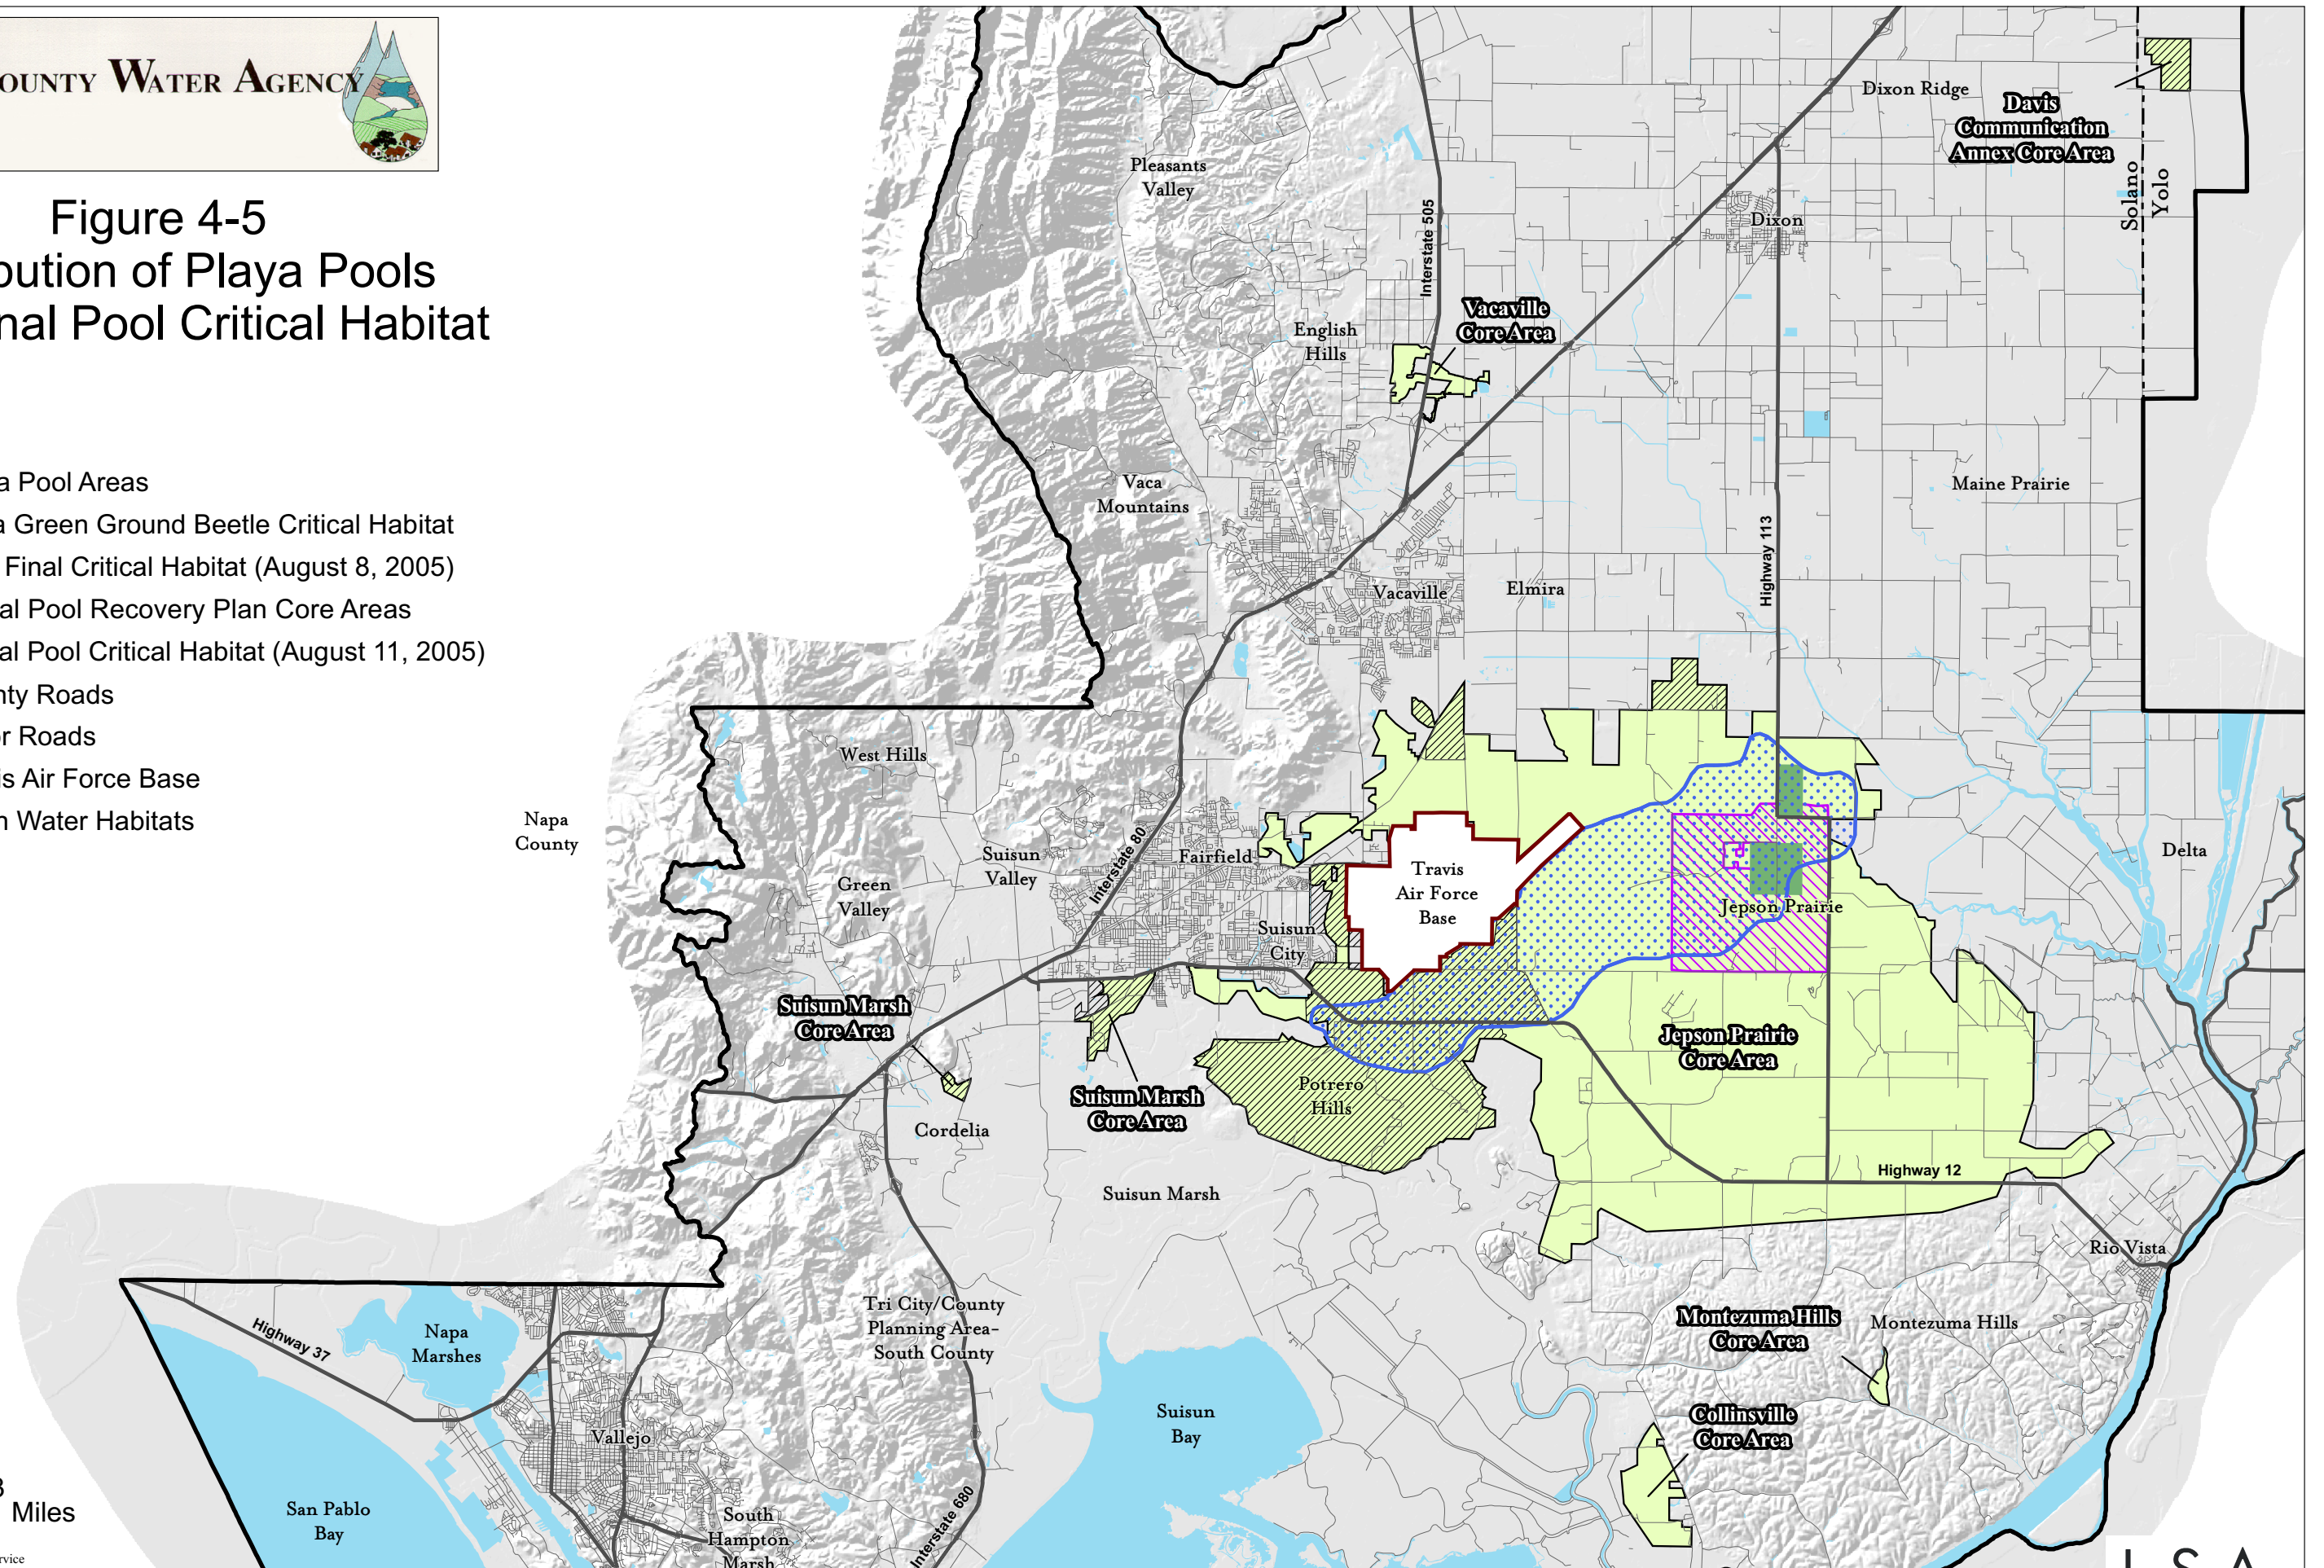 OUNTY WATER AGENCY
Figure 4-5
bution of Playa Pools
nal Pool Critical Habitat
a Pool Areas
a Green Ground Beetle Critical Habitat
Final Critical Habitat (August 8, 2005)
al Pool Recovery Plan Core Areas
al Pool Critical Habitat (August 11, 2005)
nty Roads
or Roads
is Air Force Base
n Water Habitats
Miles
rvice
Dixon Ridge
Davis
Communication
Annex Core Area
Solano
Yolo
Pleasants
Valley
Interstate 505
Dixon
English
Hills
Vacaville
Core Area
Vaca
Mountains
Maine Prairie
Highway 113
Vacaville
Elmira
West Hills
Napa
County
Suisun
Valley
Interstate 80
Fairfield
Travis
Air Force
Base
Delta
Green
Valley
Jepson Prairie
Suisun
City
Suisun Marsh
Core Area
Jepson Prairie
Core Area
Suisun Marsh
Core Area
Potrero
Hills
Cordelia
Highway 12
Suisun Marsh
Rio Vista
Tri City/County
Planning Area-
South County
Montezuma Hills
Core Area
Montezuma Hills
Highway 37
Napa
Marshes
Suisun
Bay
Collinsville
Core Area
Vallejo
San Pablo
Bay
South
Hampton
Marsh
Interstate 680
LSA